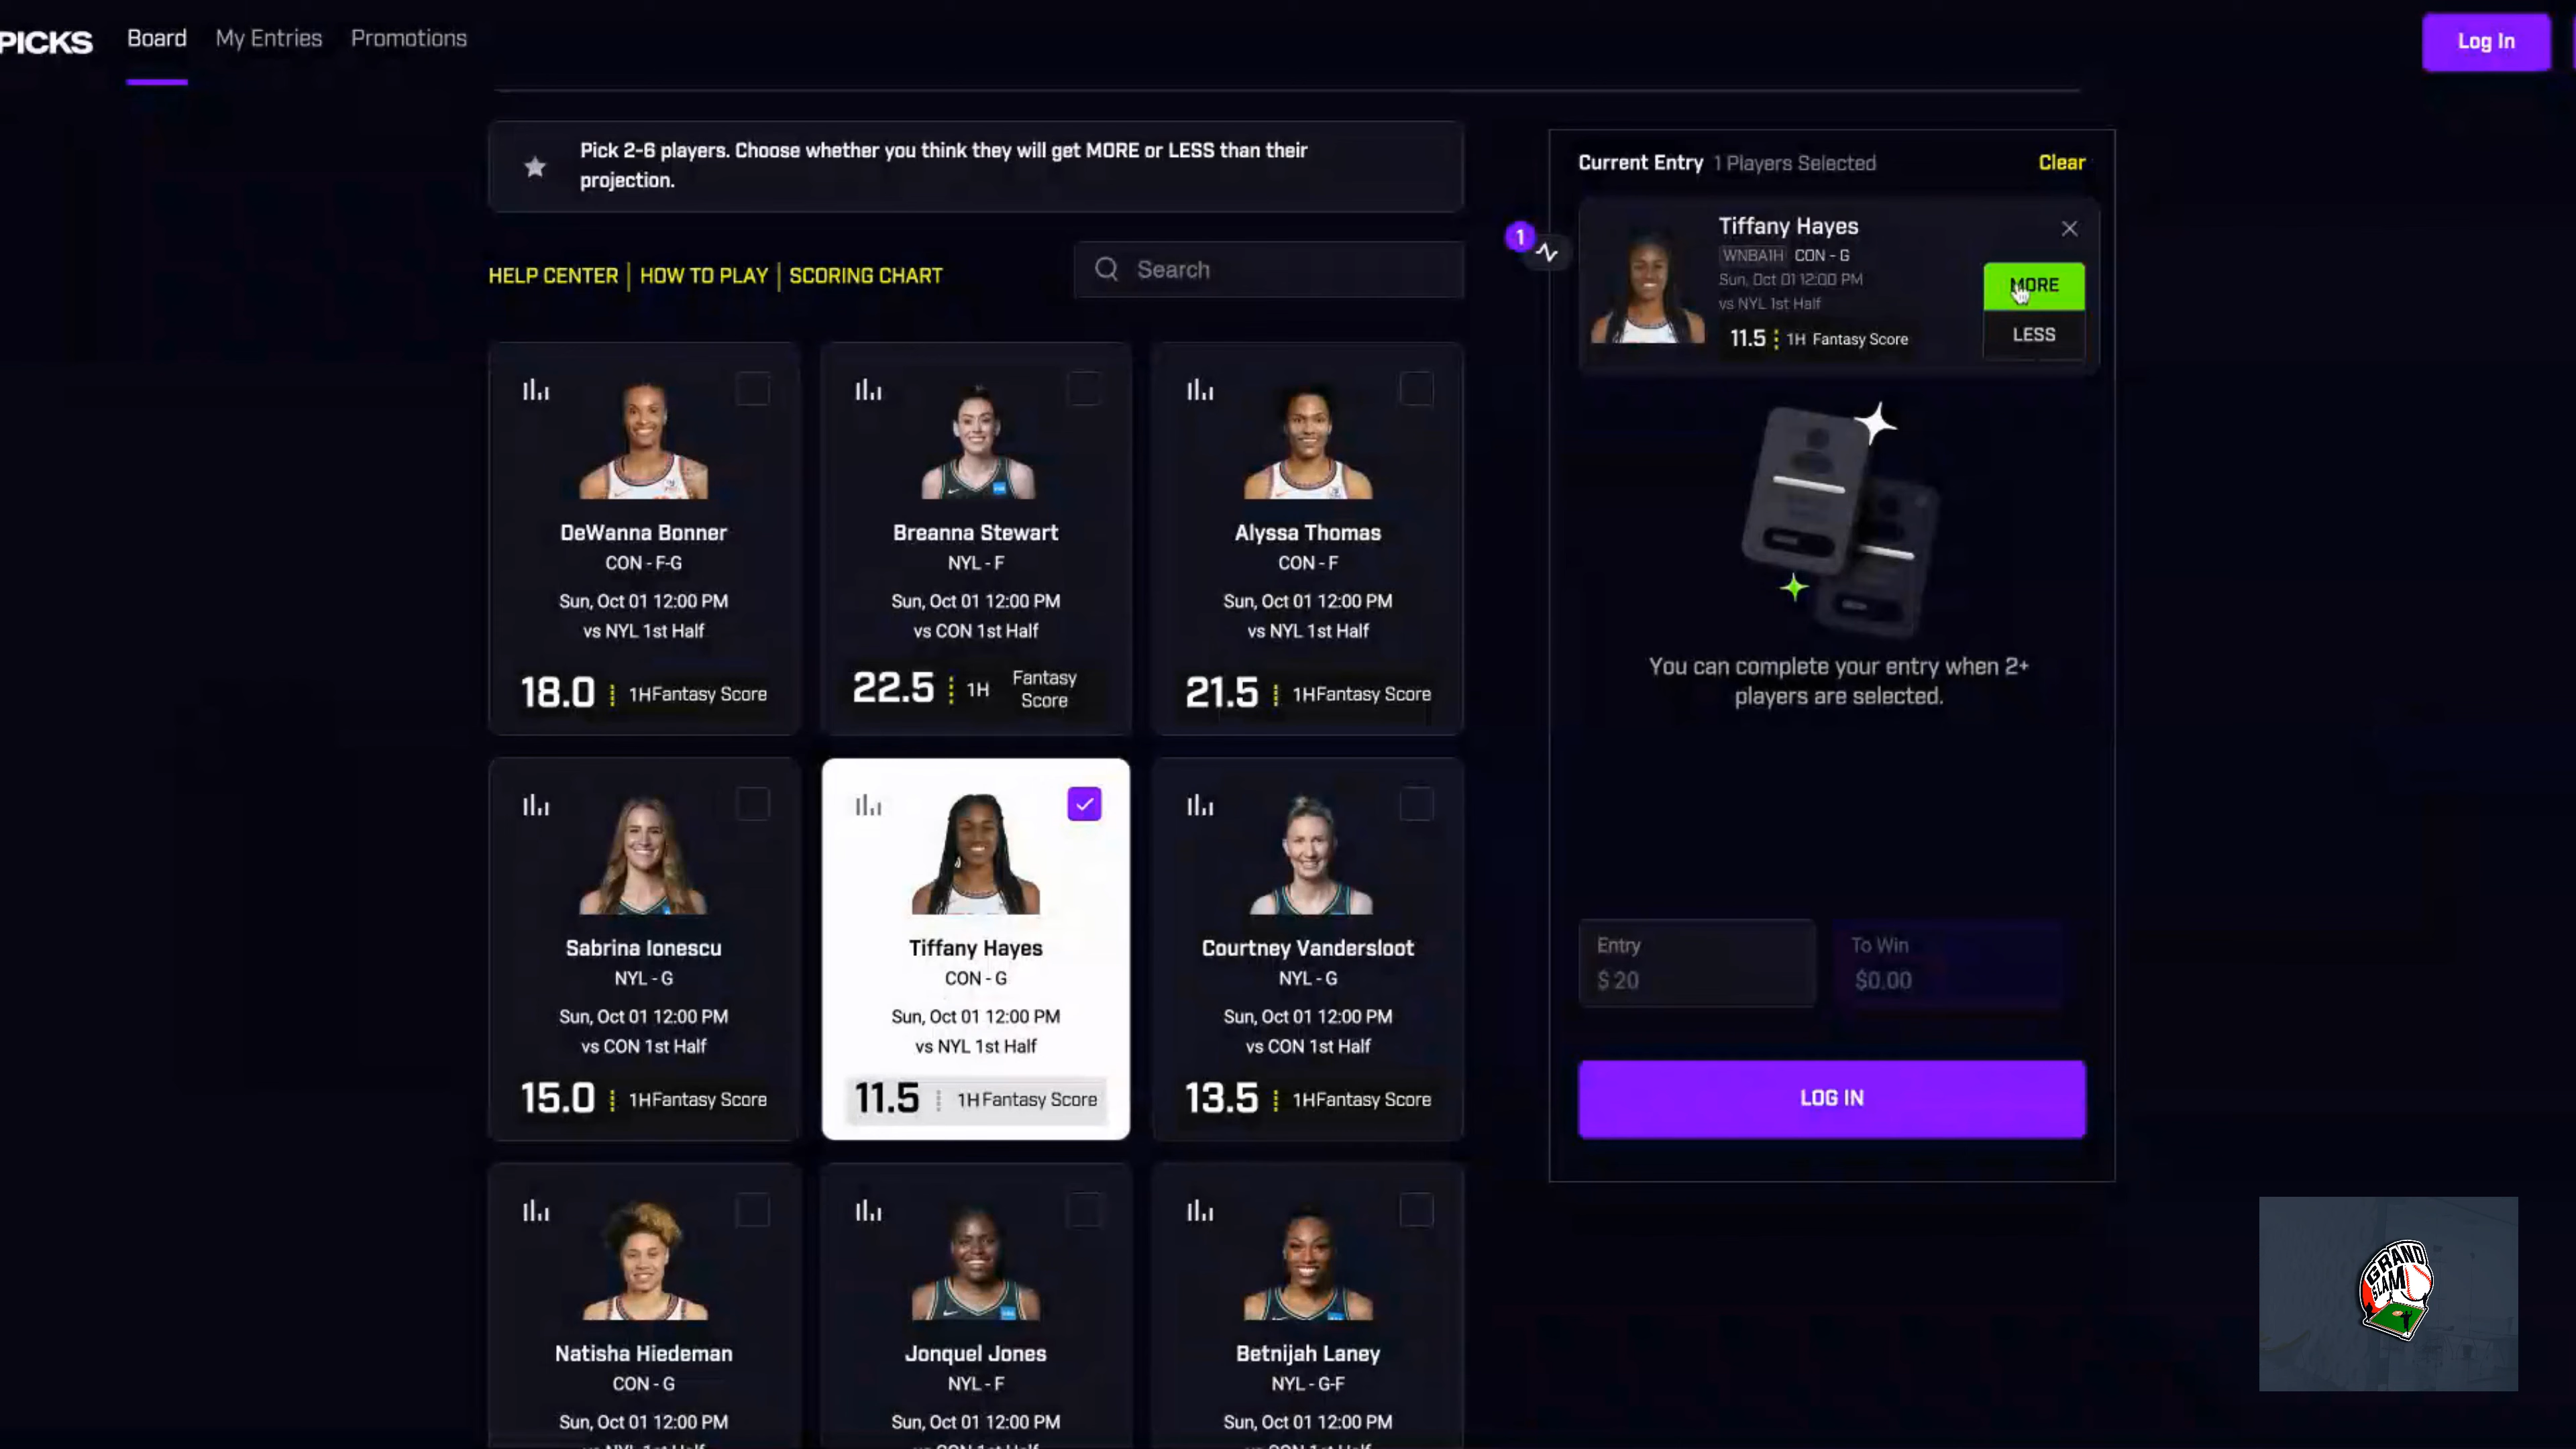 PICKS
Board
My Entries
Promotions
Log In
Pick 2-6 players. Choose whether you think they will get MORE or LESS than their
projection.
HELP CENTER | HOW TO PLAY | SCORING CHART
Search
DeWanna Bonner
CON - F-G
Sun, Oct 01 12:00 PM
vs NYL 1st Half
18.0 1HFantasy Score
Breanna Stewart
NYL - F
Sun, Oct 01 12:00 PM
vs CON 1st Half
22.5 1H Fantasy
Score
Alyssa Thomas
CON - F
Sun, Oct 01 12:00 PM
vs NYL 1st Half
21.5 1HFantasy Score
Sabrina Ionescu
NYL - G
Sun, Oct 01 12:00 PM
vs CON 1st Half
15.0 1HFantasy Score
Tiffany Hayes
CON - G
Sun, Oct 01 12:00 PM
vs NYL 1st Half
11.5 1HFantasy Score
Courtney Vandersloot
NYL - G
Sun, Oct 01 12:00 PM
vs CON 1st Half
13.5 1HFantasy Score
Natisha Hiedeman
CON - G
Sun, Oct 01 12:00 PM
Jonquel Jones
NYL - F
Sun, Oct 01 12:00 PM
Betnijah Laney
NYL - G-F
Sun, Oct 01 12:00 PM
Current Entry 1 Players Selected
Clear
1
Tiffany Hayes
WNBA1H CON - G
Sun, Oct 01 12:00 PM
vs NYL 1st Half
11.5 1H Fantasy Score
MORE
LESS
You can complete your entry when 2+
players are selected.
Entry
$ 20
To Win
$0.00
LOG IN
GRAND
SLAM